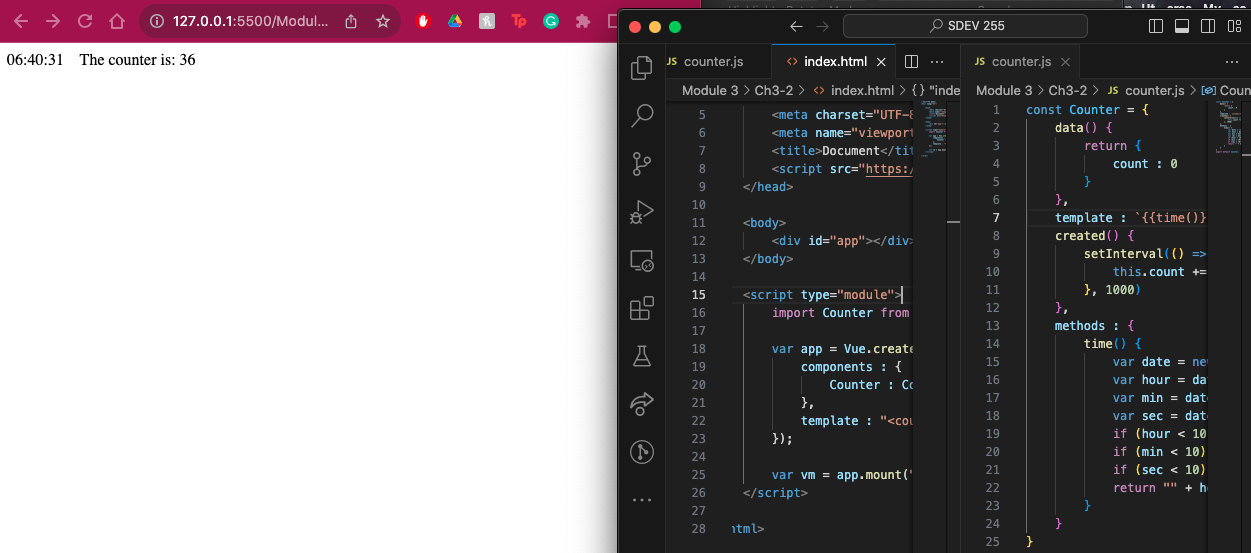 127.0.0.1:5500/Modul...
06:40:31 The counter is: 36
SDEV 255
JS counter.js
<> index.html
JS counter.js
Module 3 > Ch3-2 > <> index.html > {} "inde
Module 3 > Ch3-2 > JS counter.js > Coun
5 <meta charset="UTF-8
6 <meta name="viewport
7 <title>Document</tit
8 <script src="https:/
9 </head>
10
11 <body>
12 <div id="app"></div>
13 </body>
14
15 <script type="module">
16 import Counter from
17
18 var app = Vue.create
19 components : {
20 Counter : Co
21 },
22 template : "<cou
23 });
24
25 var vm = app.mount("
26 </script>
27
28 html>
1 const Counter = {
2 data() {
3 return {
4 count : 0
5 }
6 },
7 template : `{{time()}
8 created() {
9 setInterval(() =>
10 this.count +=
11 }, 1000)
12 },
13 methods : {
14 time() {
15 var date = new
16 var hour = dat
17 var min = date
18 var sec = date
19 if (hour < 10
20 if (min < 10)
21 if (sec < 10)
22 return "" + ho
23 }
24 }
25 }